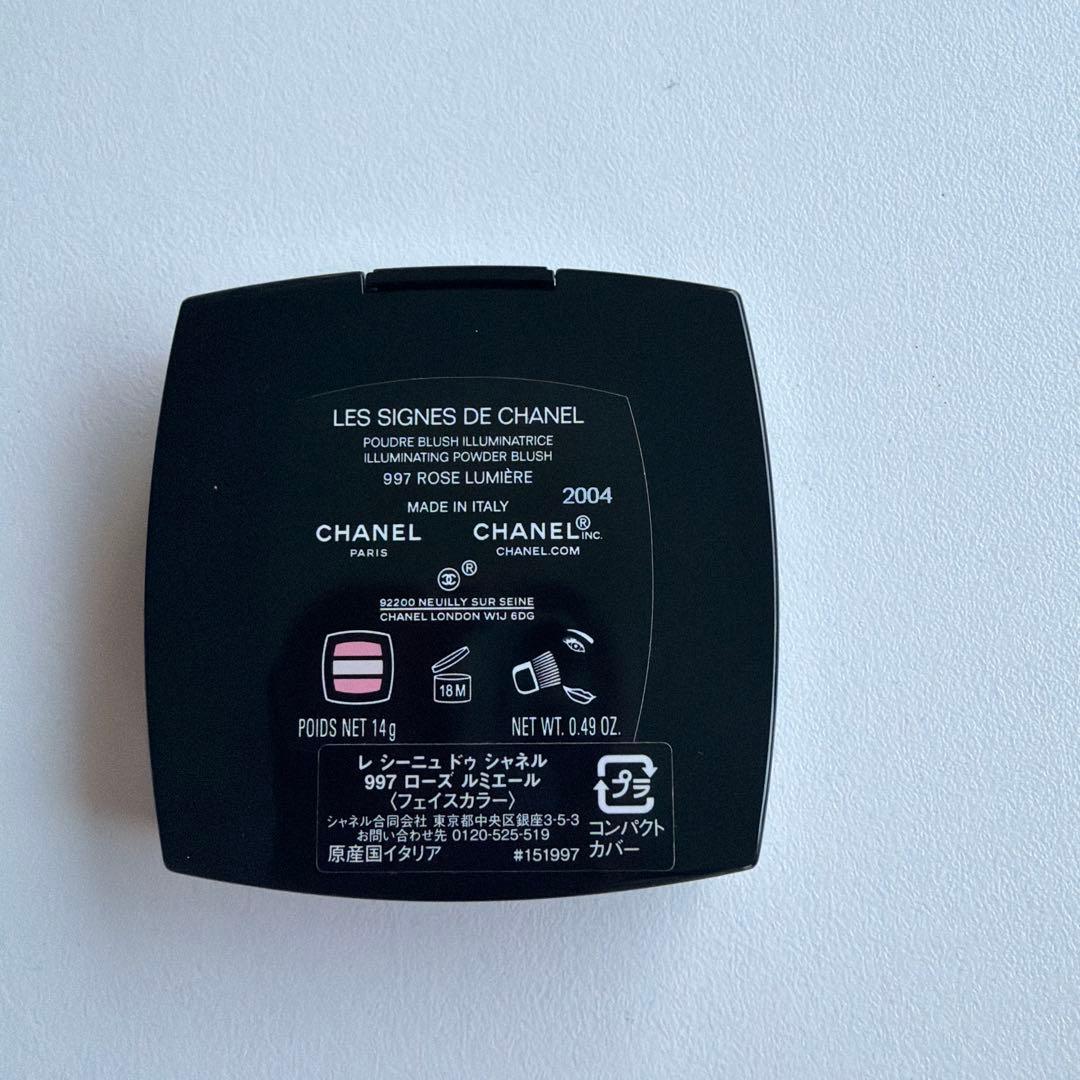 LES SIGNES DE CHANEL
POUDRE BLUSH ILLUMINATRICE
ILLUMINATING POWDER BLUSH
997 ROSE LUMIÈRE
2004
MADE IN ITALY
CHANEL
PARIS
CHANEL® INC.
CHANEL.COM
®
92200 NEUILLY SUR SEINE
CHANEL LONDON W1J 6DG
18 M
POIDS NET 14g
NET WT. 0.49 OZ.
レ シーニュ ドゥ シャネル
997 ローズ ルミエール
〈フェイスカラー〉
シャネル合同会社 東京都中央区銀座3-5-3
お問い合わせ先 0120-525-519
原産国イタリア #151997
プラ
コンパクト
カバー